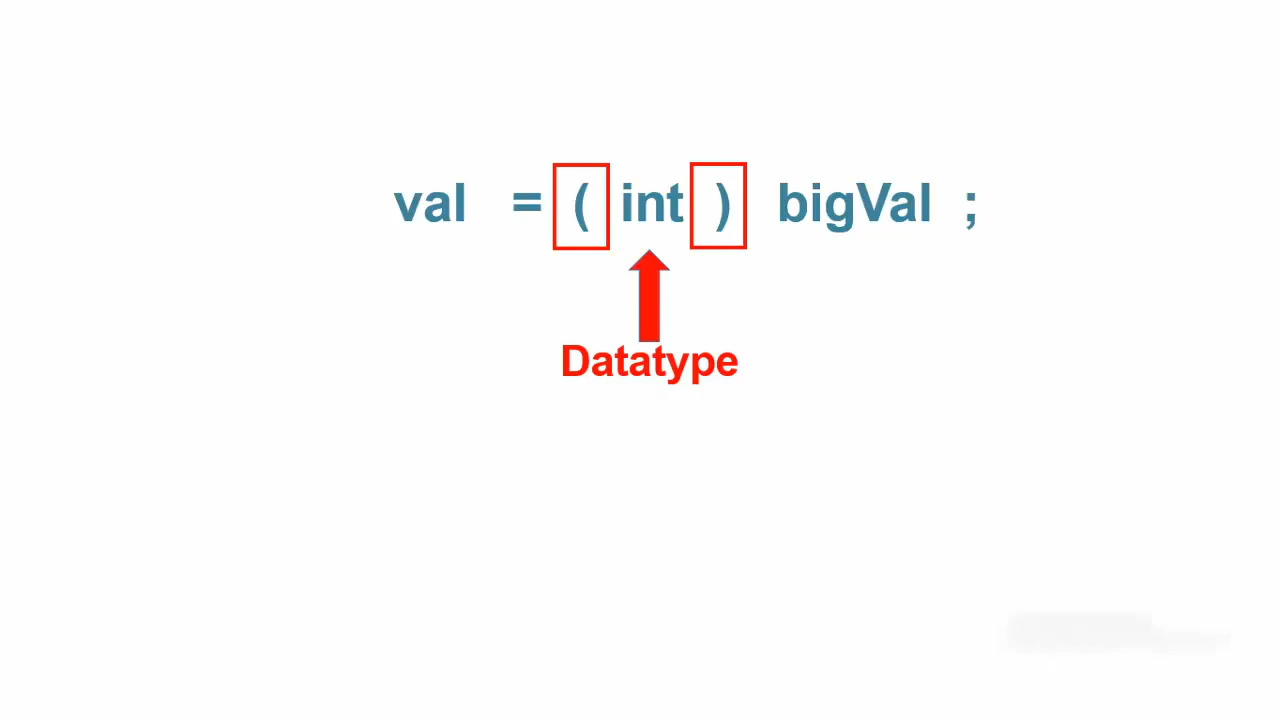 val = ( int ) bigVal ;
Datatype